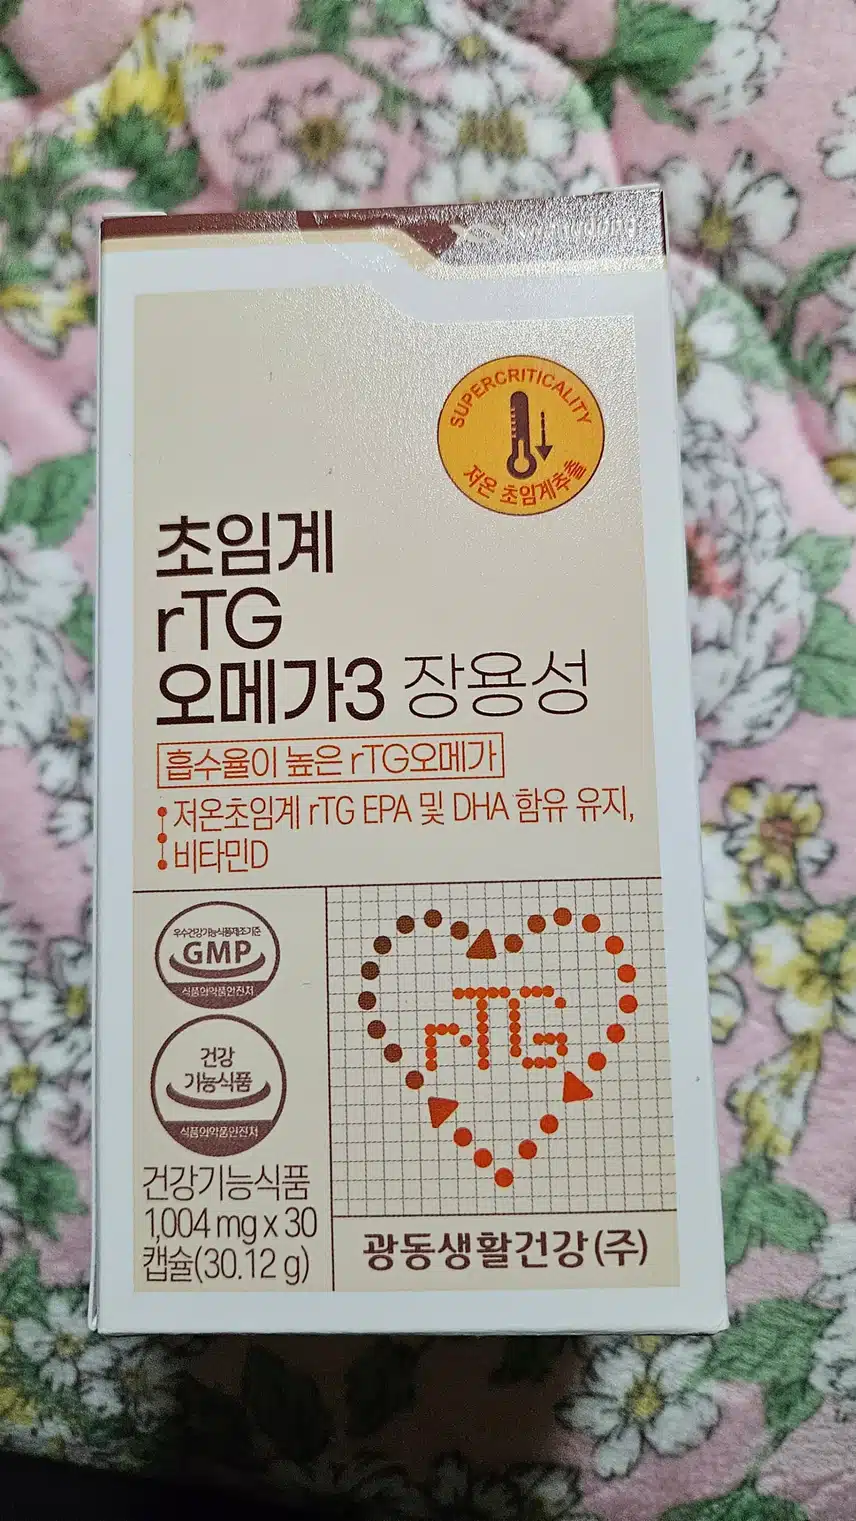 SUPERCRITICALITY
저온 초임계추출
초임계
rTG
오메가3 장용성
흡수율이 높은 rTG오메가
저온초임계 rTG EPA 및 DHA 함유 유지,
비타민D
우수건강기능식품제조기준
GMP
식품의약품안전처
건강
기능식품
식품의약품안전처
rTG
건강기능식품
1,004 mg x 30
캡슐(30.12 g)
광동생활건강(주)